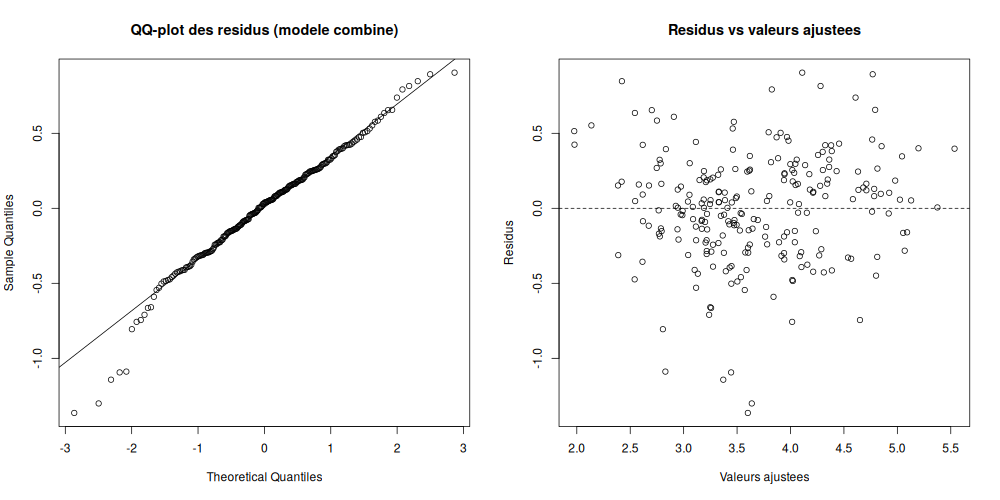 QQ-plot des residus (modele combine)
Sample Quantiles
0.5
0.0
-0.5
-1.0
-3 -2 -1 0 1 2 3
Theoretical Quantiles
Residus vs valeurs ajustees
Residus
0.5
0.0
-0.5
-1.0
2.0 2.5 3.0 3.5 4.0 4.5 5.0 5.5
Valeurs ajustees